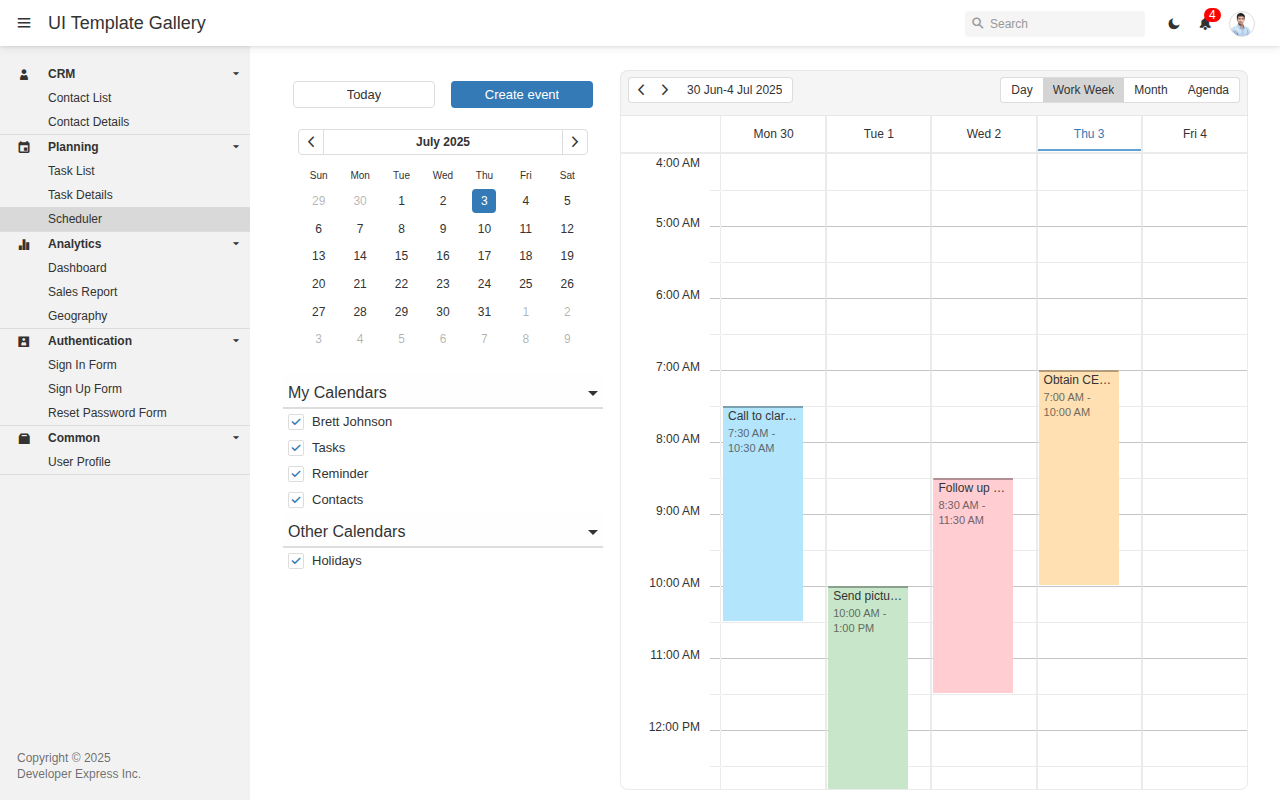 UI Template Gallery
Search
4
CRM
Contact List
Contact Details
Planning
Task List
Task Details
Scheduler
Analytics
Dashboard
Sales Report
Geography
Authentication
Sign In Form
Sign Up Form
Reset Password Form
Common
User Profile
Copyright © 2025
Developer Express Inc.
Today
Create event
July 2025
Sun Mon Tue Wed Thu Fri Sat
29 30 1 2 3 4 5
6 7 8 9 10 11 12
13 14 15 16 17 18 19
20 21 22 23 24 25 26
27 28 29 30 31 1 2
3 4 5 6 7 8 9
My Calendars
Brett Johnson
Tasks
Reminder
Contacts
Other Calendars
Holidays
30 Jun-4 Jul 2025
Day Work Week Month Agenda
Mon 30 Tue 1 Wed 2 Thu 3 Fri 4
4:00 AM
5:00 AM
6:00 AM
7:00 AM
8:00 AM
9:00 AM
10:00 AM
11:00 AM
12:00 PM
Call to clar…
7:30 AM -
10:30 AM
Send pictu…
10:00 AM -
1:00 PM
Follow up …
8:30 AM -
11:30 AM
Obtain CE…
7:00 AM -
10:00 AM